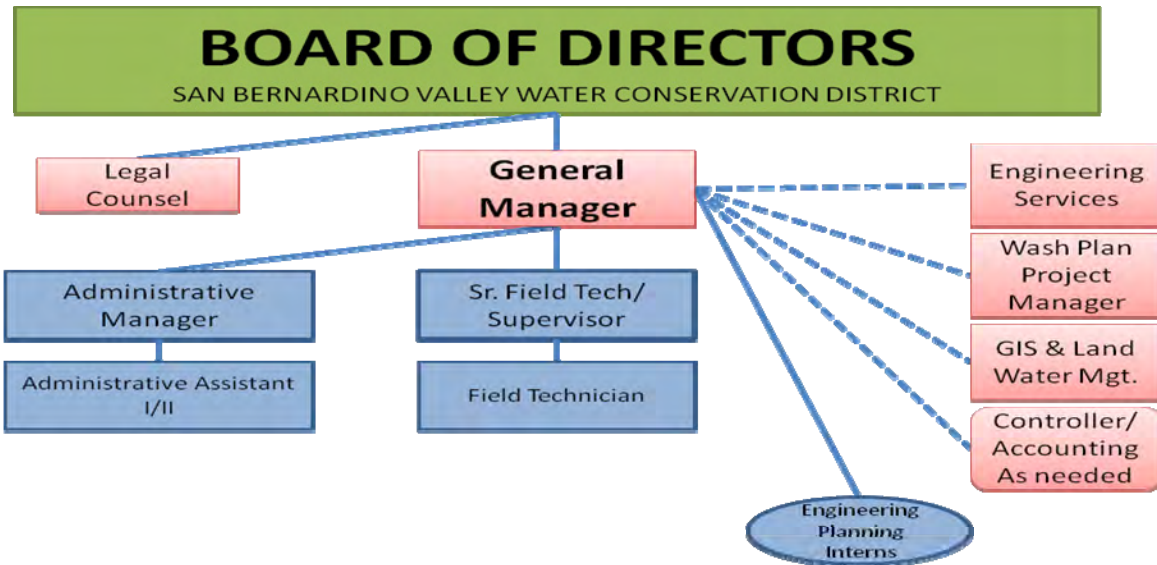 BOARD OF DIRECTORS
SAN BERNARDINO VALLEY WATER CONSERVATION DISTRICT
Legal
Counsel
General
Manager
Engineering
Services
Wash Plan
Project
Manager
GIS & Land
Water Mgt.
Controller/
Accounting
As needed
Administrative
Manager
Sr. Field Tech/
Supervisor
Administrative Assistant
I/II
Field Technician
Engineering
Planning
Interns